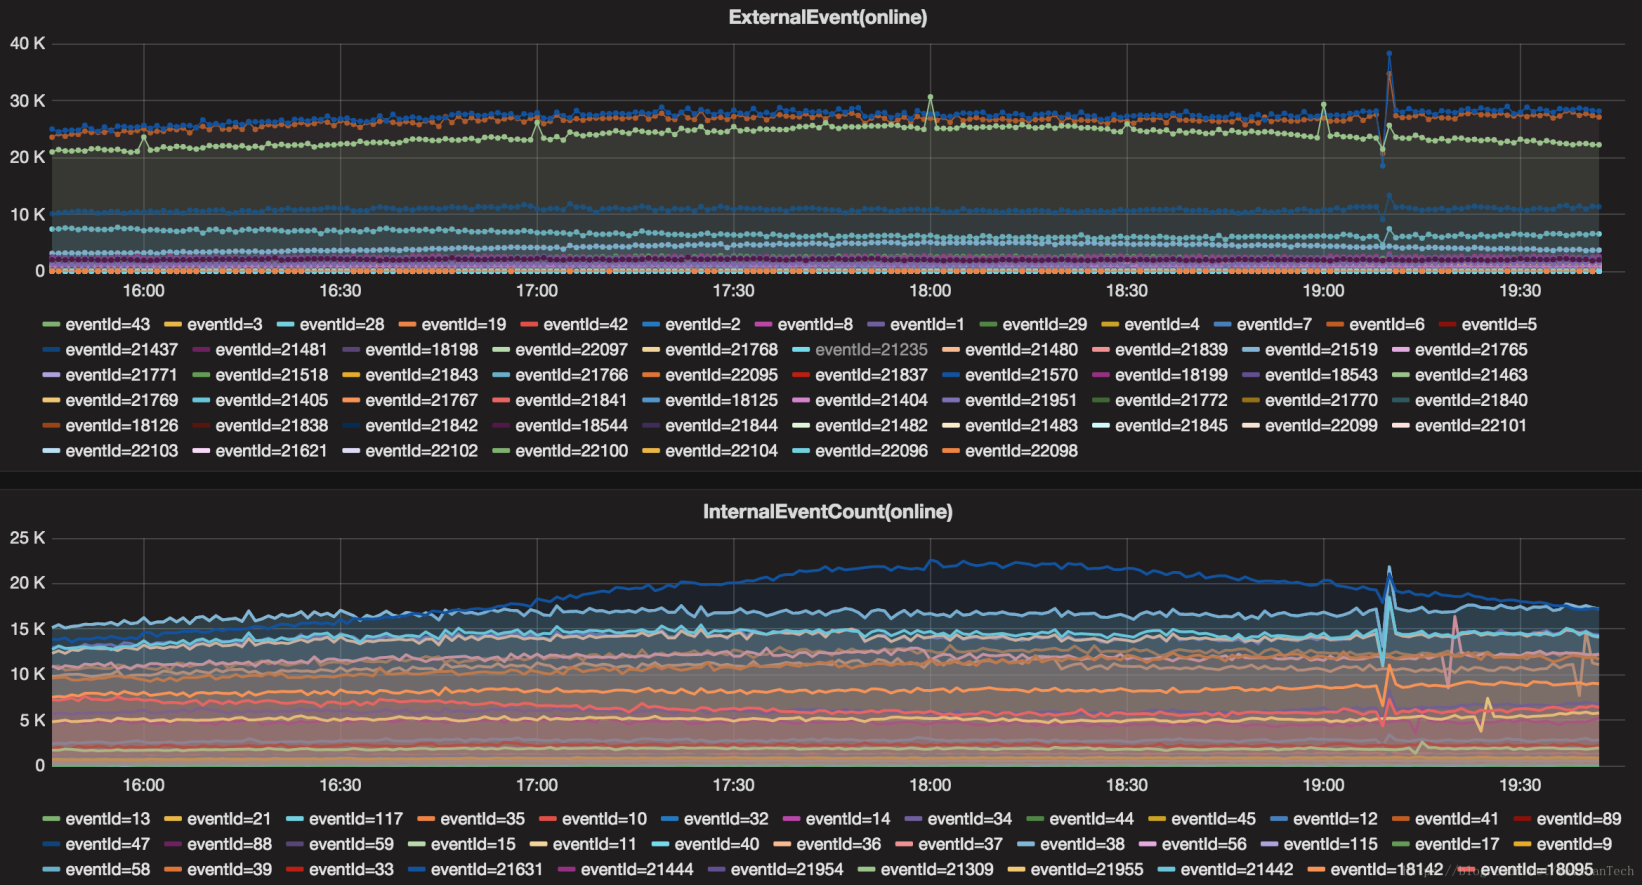 ExternalEvent(online)
40 K
30 K
20 K
10 K
0
16:00 16:30 17:00 17:30 18:00 18:30 19:00 19:30
eventId=43 eventId=3 eventId=28 eventId=19 eventId=42 eventId=2 eventId=8 eventId=1 eventId=29 eventId=4 eventId=7 eventId=6 eventId=5
eventId=21437 eventId=21481 eventId=18198 eventId=22097 eventId=21768 eventId=21235 eventId=21480 eventId=21839 eventId=21519 eventId=21765
eventId=21771 eventId=21518 eventId=21843 eventId=21766 eventId=22095 eventId=21837 eventId=21570 eventId=18199 eventId=18543 eventId=21463
eventId=21769 eventId=21405 eventId=21767 eventId=21841 eventId=18125 eventId=21404 eventId=21951 eventId=21772 eventId=21770 eventId=21840
eventId=18126 eventId=21838 eventId=21842 eventId=18544 eventId=21844 eventId=21482 eventId=21483 eventId=21845 eventId=22099 eventId=22101
eventId=22103 eventId=21621 eventId=22102 eventId=22100 eventId=22104 eventId=22096 eventId=22098
InternalEventCount(online)
25 K
20 K
15 K
10 K
5 K
0
16:00 16:30 17:00 17:30 18:00 18:30 19:00 19:30
eventId=13 eventId=21 eventId=117 eventId=35 eventId=10 eventId=32 eventId=14 eventId=34 eventId=44 eventId=45 eventId=12 eventId=41 eventId=89
eventId=47 eventId=88 eventId=59 eventId=15 eventId=11 eventId=40 eventId=36 eventId=37 eventId=38 eventId=56 eventId=115 eventId=17 eventId=9
eventId=58 eventId=39 eventId=33 eventId=21631 eventId=21444 eventId=21954 eventId=21309 eventId=21955 eventId=21442 eventId=18142 eventId=18095